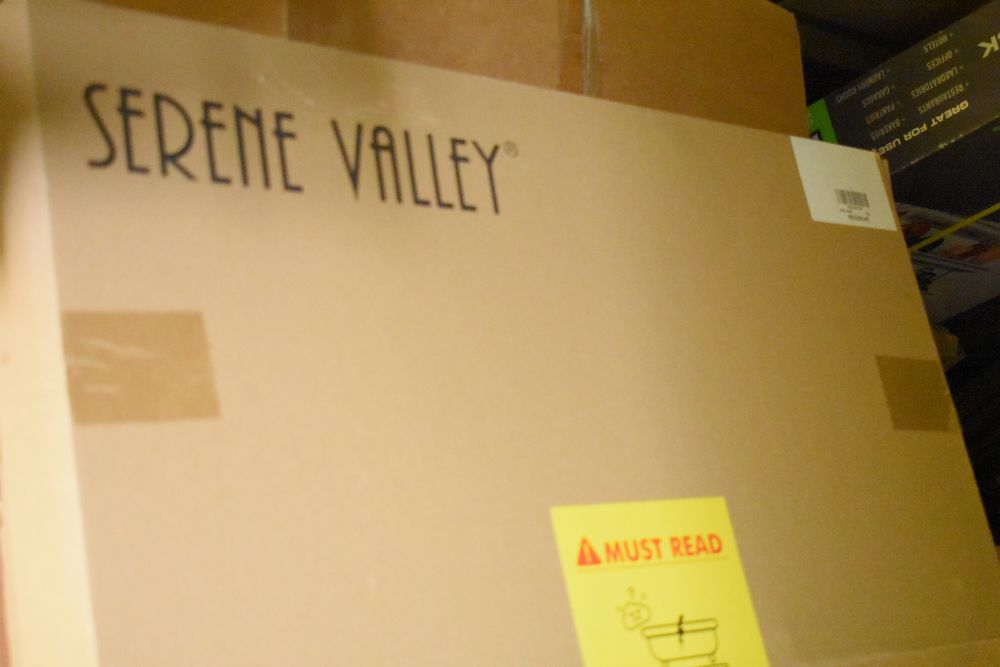 SERENE VALLEY®
MUST READ
GREAT FOR USE
• BAKERIES
• PANTRIES
• GARAGES
• LAUNDRY ROOMS
• RESTAURANTS
• LABORATORIES
• OFFICES
• HOTELS